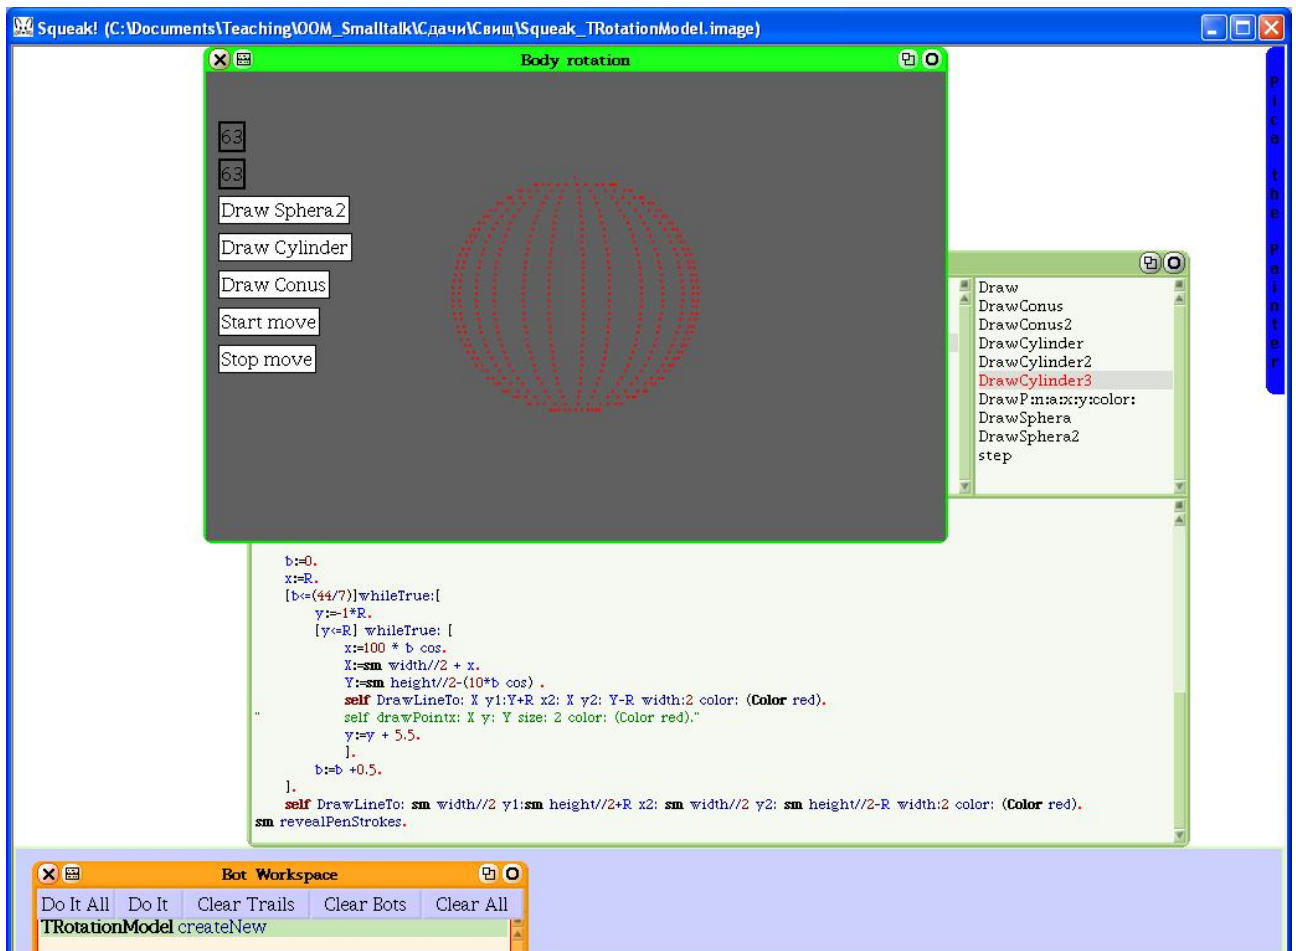 Squeak! (C:\Documents\Teaching\OOM_Smalltalk\Сдачи\Свищ\Squeak_TRotationModel.image)
Body rotation
63
63
Draw Sphera2
Draw Cylinder
Draw Conus
Start move
Stop move
Pica the Painter
Draw
DrawConus
DrawConus2
DrawCylinder
DrawCylinder2
DrawCylinder3
DrawP:n:a:x:y:color:
DrawSphera
DrawSphera2
step
b:=0.
x:=R.
[b<=(44/7)]whileTrue:[
y:=-1*R.
[y<=R] whileTrue: [
x:=100 * b cos.
X:=sm width//2 + x.
Y:=sm height//2-(10*b cos) .
self DrawLineTo: X y1:Y+R x2: X y2: Y-R width:2 color: (Color red).
" self drawPointx: X y: Y size: 2 color: (Color red)."
y:=y + 5.5.
].
b:=b +0.5.
].
self DrawLineTo: sm width//2 y1:sm height//2+R x2: sm width//2 y2: sm height//2-R width:2 color: (Color red).
sm revealPenStrokes.
Bot Workspace
Do It All Do It Clear Trails Clear Bots Clear All
TRotationModel createNew